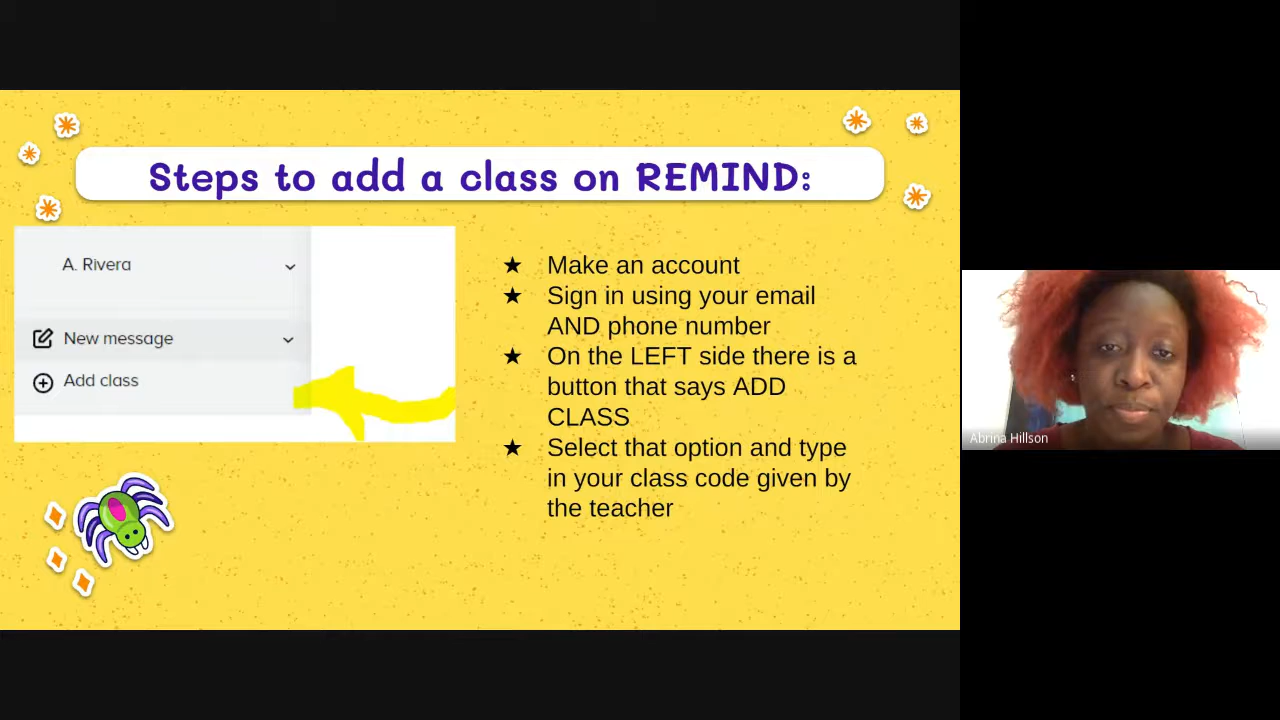 Steps to add a class on REMIND:
A. Rivera
New message
Add class
★ Make an account
★ Sign in using your email
AND phone number
★ On the LEFT side there is a
button that says ADD
CLASS
★ Select that option and type
in your class code given by
the teacher
Abrina Hillson